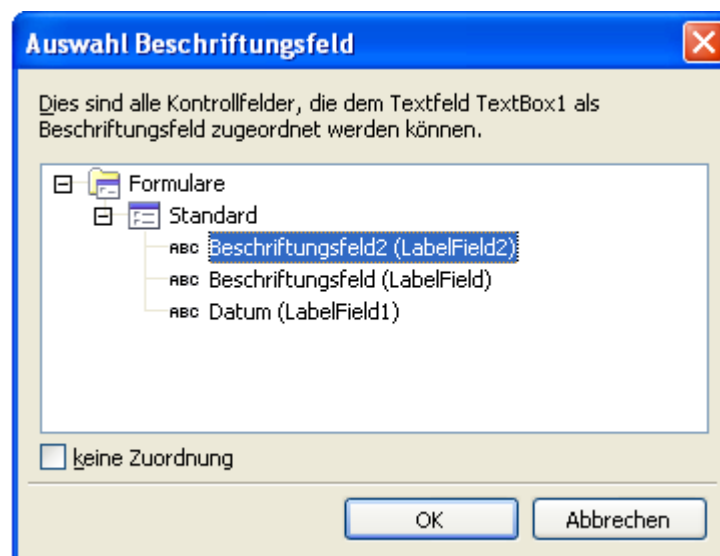 Auswahl Beschriftungsfeld
Dies sind alle Kontrollfelder, die dem Textfeld TextBox1 als
Beschriftungsfeld zugeordnet werden können.
Formulare
Standard
ABC Beschriftungsfeld2 (LabelField2)
ABC Beschriftungsfeld (LabelField)
ABC Datum (LabelField1)
keine Zuordnung
OK Abbrechen